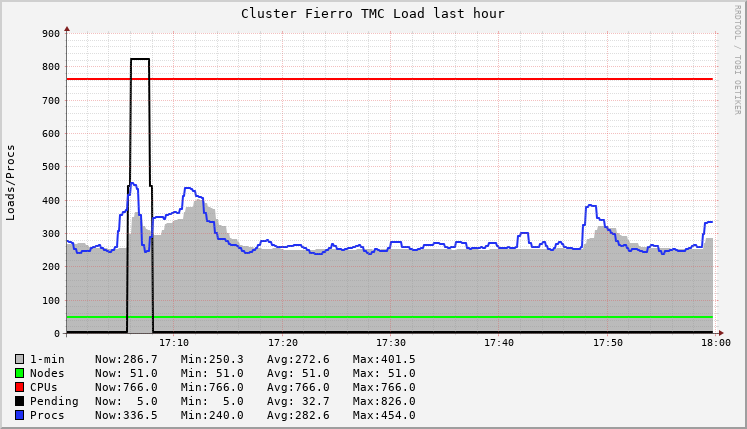 Cluster Fierro TMC Load last hour
RRDTOOL / TOBI OETIKER
Loads/Procs
900
800
700
600
500
400
300
200
100
0
17:10 17:20 17:30 17:40 17:50 18:00
1-min Now:286.7 Min:250.3 Avg:272.6 Max:401.5
Nodes Now: 51.0 Min: 51.0 Avg: 51.0 Max: 51.0
CPUs Now:766.0 Min:766.0 Avg:766.0 Max:766.0
Pending Now: 5.0 Min: 5.0 Avg: 32.7 Max:826.0
Procs Now:336.5 Min:240.0 Avg:282.6 Max:454.0